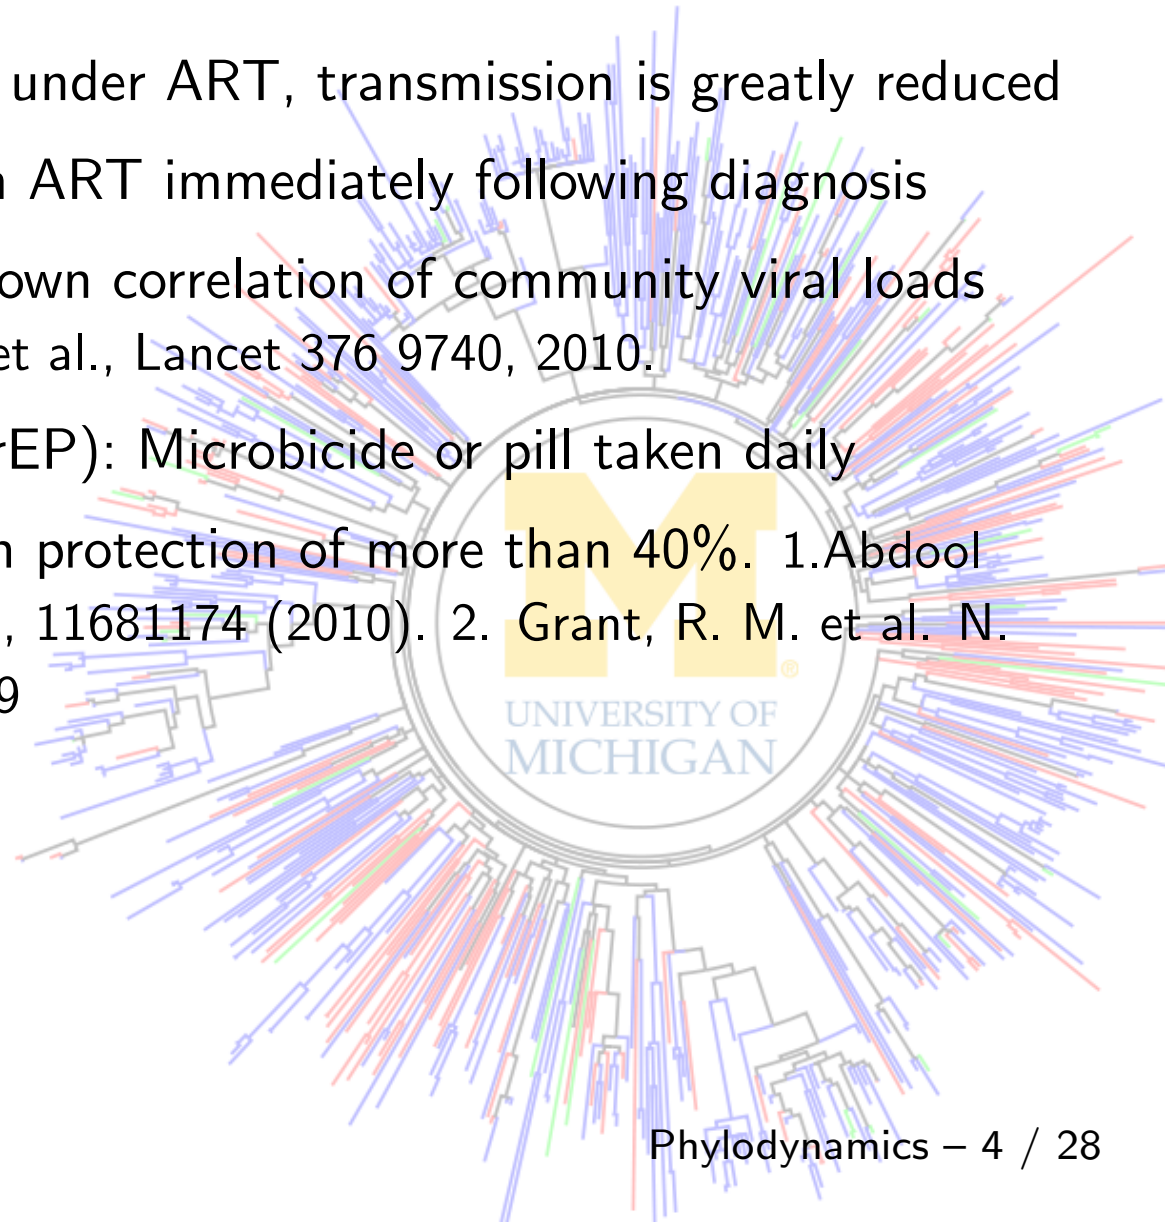 under ART, transmission is greatly reduced
n ART immediately following diagnosis
own correlation of community viral loads
et al., Lancet 376 9740, 2010.
rEP): Microbicide or pill taken daily
n protection of more than 40%. 1.Abdool
, 11681174 (2010). 2. Grant, R. M. et al. N.
9
®
UNIVERSITY OF
MICHIGAN
Phylodynamics – 4 / 28